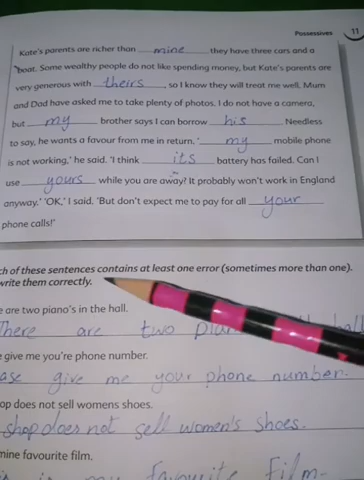 Possessives 11
Kate's parents are richer than mine they have three cars and a
boat. Some wealthy people do not like spending money, but Kate's parents are
very generous with theirs so I know they will treat me well. Mum
and Dad have asked me to take plenty of photos. I do not have a camera,
but my brother says I can borrow his Needless
to say, he wants a favour from me in return. ' my mobile phone
is not working,' he said. 'I think its battery has failed. Can I
use yours while you are away? It probably won't work in England
anyway.' 'OK,' I said. 'But don't expect me to pay for all your
phone calls!'
ch of these sentences contains at least one error (sometimes more than one).
write them correctly.
e are two piano's in the hall.
There are two hall
e give me you're phone number.
ase give me your phone number.
op does not sell womens shoes.
shop does not sell women's shoes.
mine favourite film.
is my favourite film.